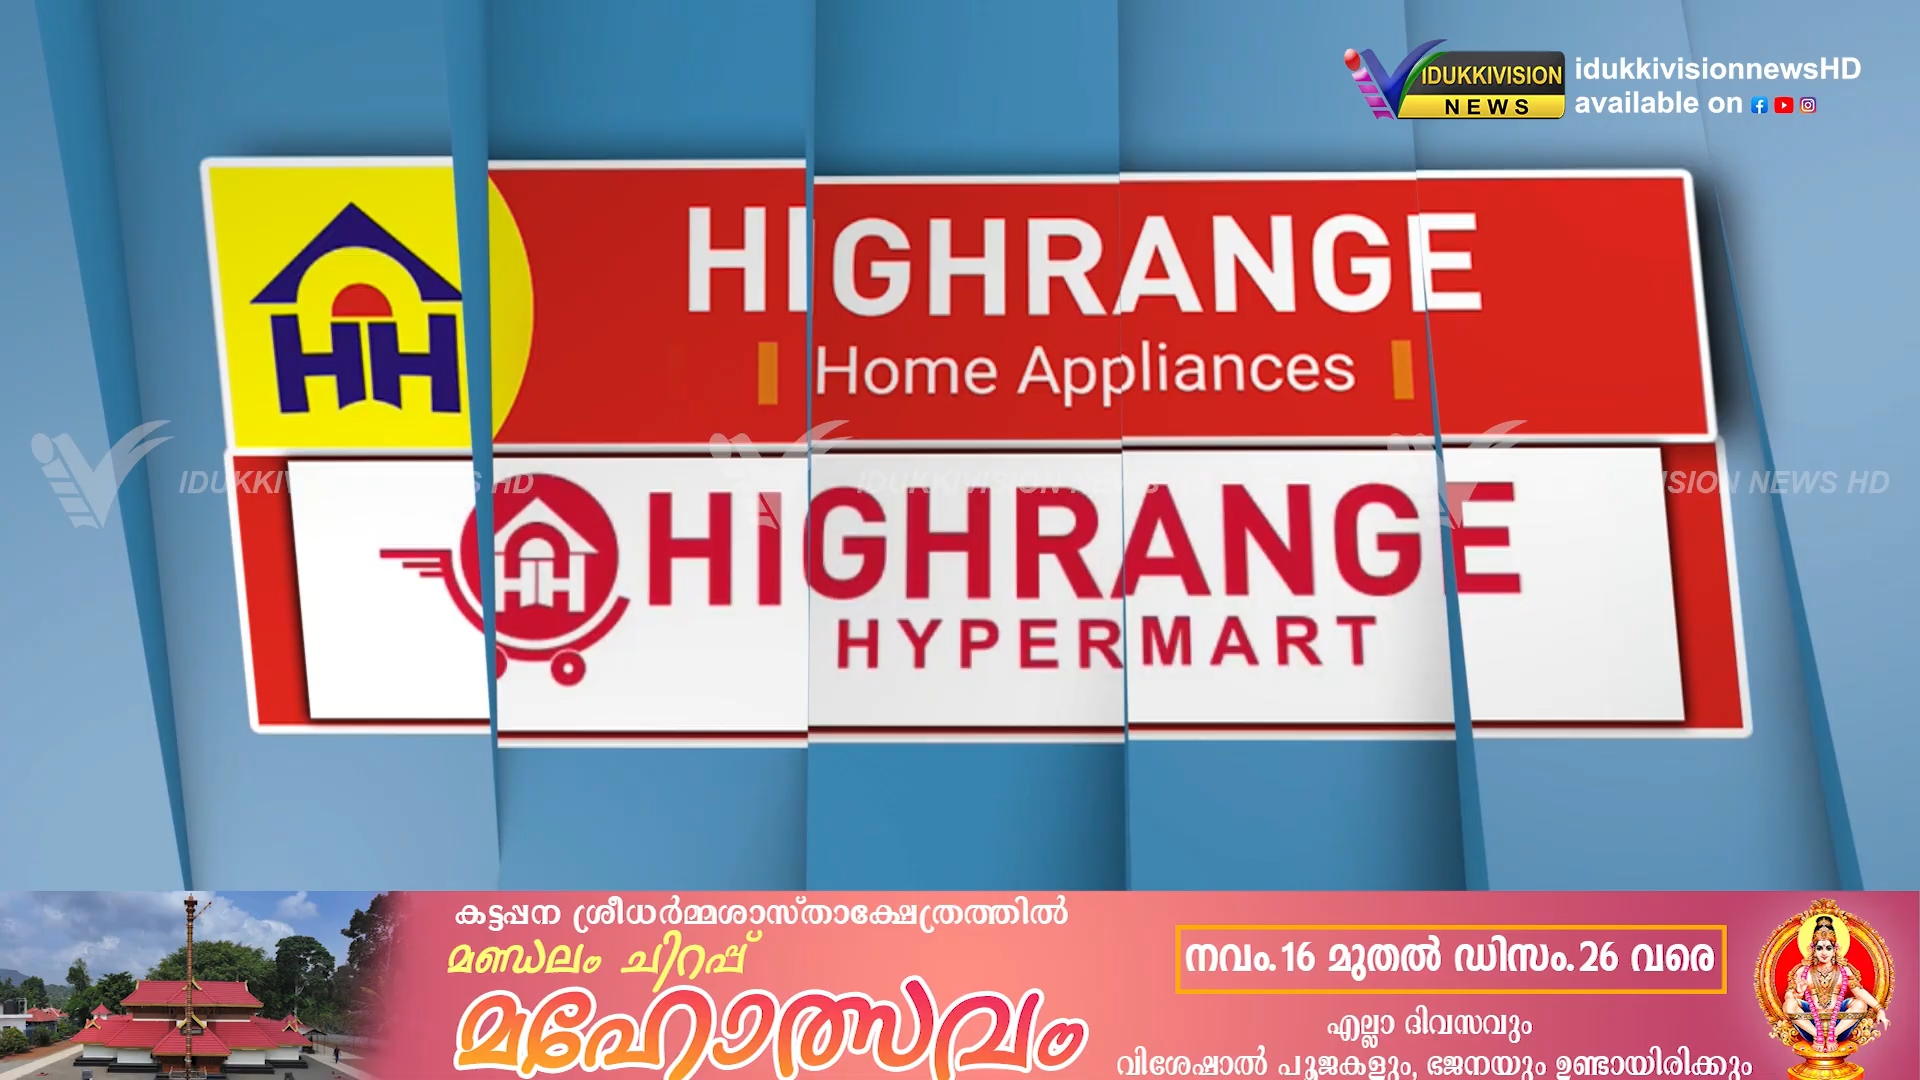 IDUKKIVISION
NEWS
idukkivisionnewsHD
available on
HIGHRANGE
Home Appliances
HH
HIGHRANGE
HYPERMART
HH
IDUKKIVISION NEWS HD
കട്ടപ്പന ശ്രീധർമ്മശാസ്താക്ഷേത്രത്തിൽ
മണ്ഡലം ചിറപ്പ്
മഹോത്സവം
നവം.16 മുതൽ ഡിസം.26 വരെ
എല്ലാ ദിവസവും
വിശേഷാൽ പൂജകളും, ഭജനയും ഉണ്ടായിരിക്കും